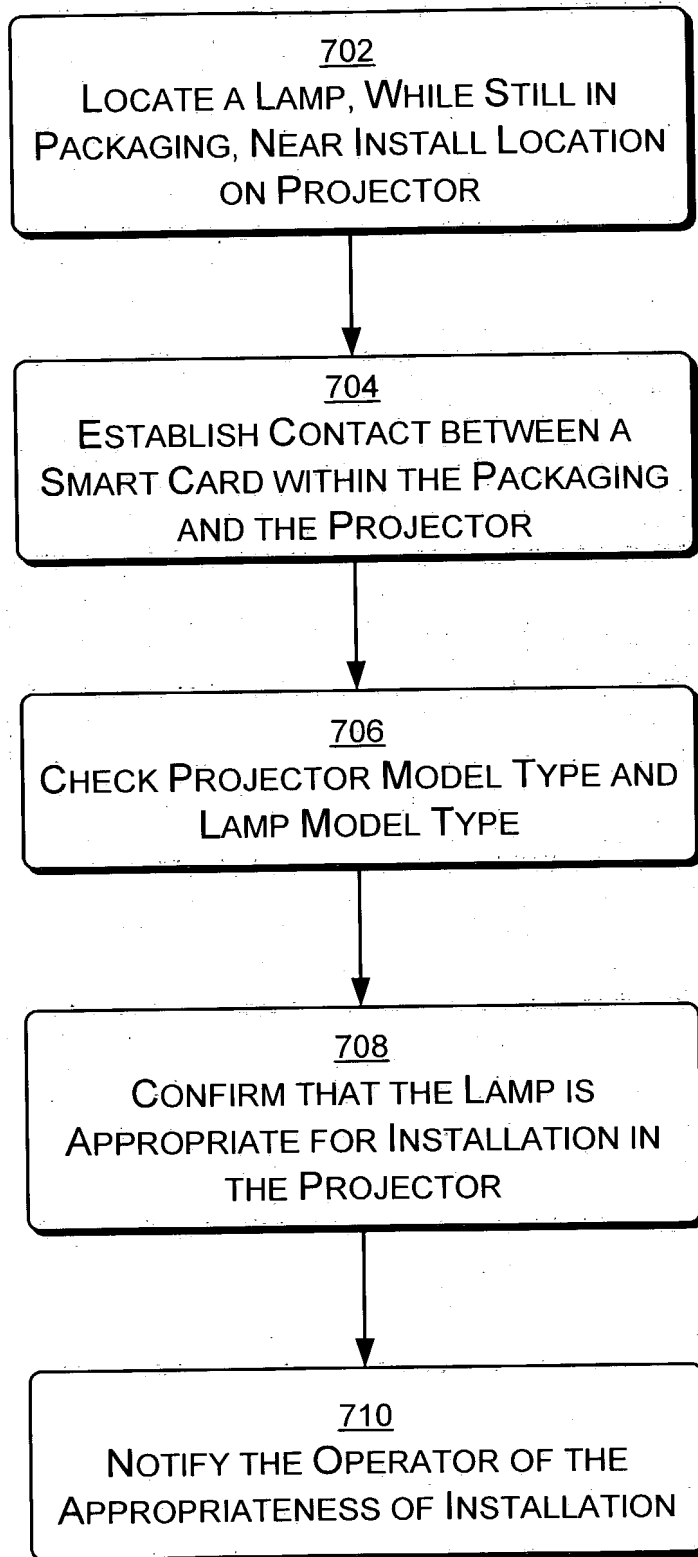 702
LOCATE A LAMP, WHILE STILL IN
PACKAGING, NEAR INSTALL LOCATION
ON PROJECTOR
704
ESTABLISH CONTACT BETWEEN A
SMART CARD WITHIN THE PACKAGING
AND THE PROJECTOR
706
CHECK PROJECTOR MODEL TYPE AND
LAMP MODEL TYPE
708
CONFIRM THAT THE LAMP IS
APPROPRIATE FOR INSTALLATION IN
THE PROJECTOR
710
NOTIFY THE OPERATOR OF THE
APPROPRIATENESS OF INSTALLATION